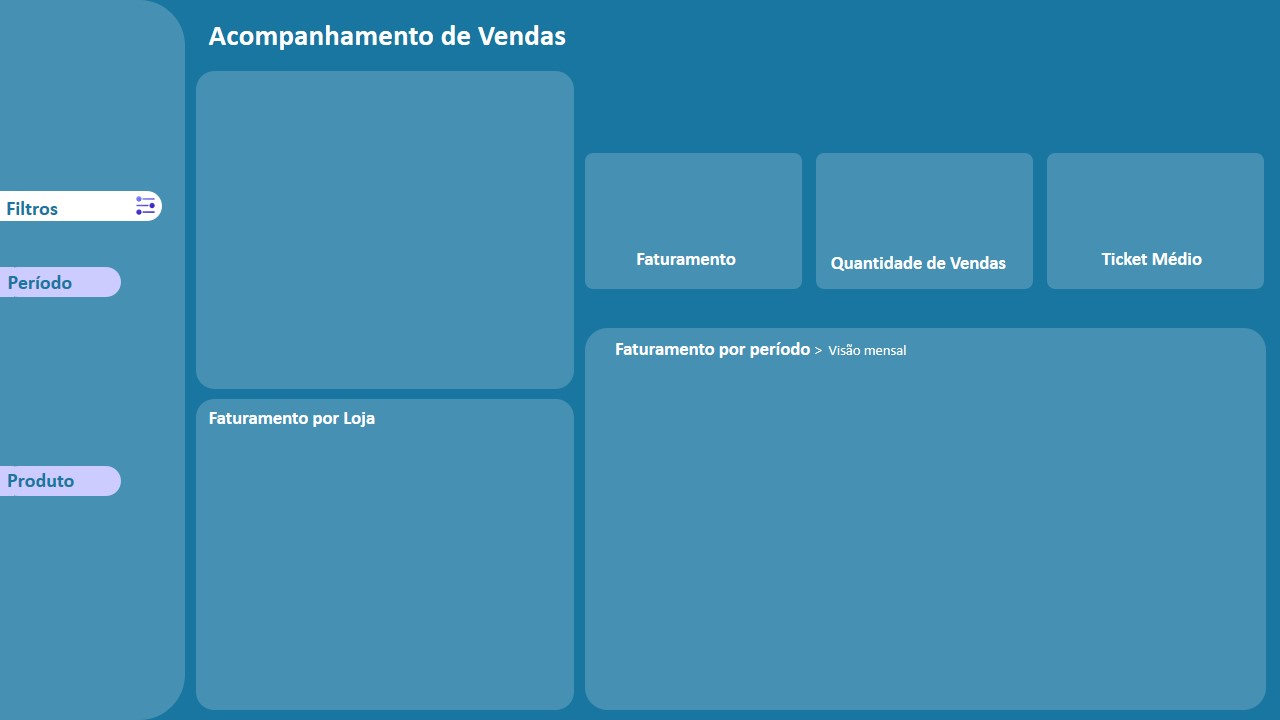 Acompanhamento de Vendas
Filtros
Período
Produto
Faturamento
Quantidade de Vendas
Ticket Médio
Faturamento por período > Visão mensal
Faturamento por Loja